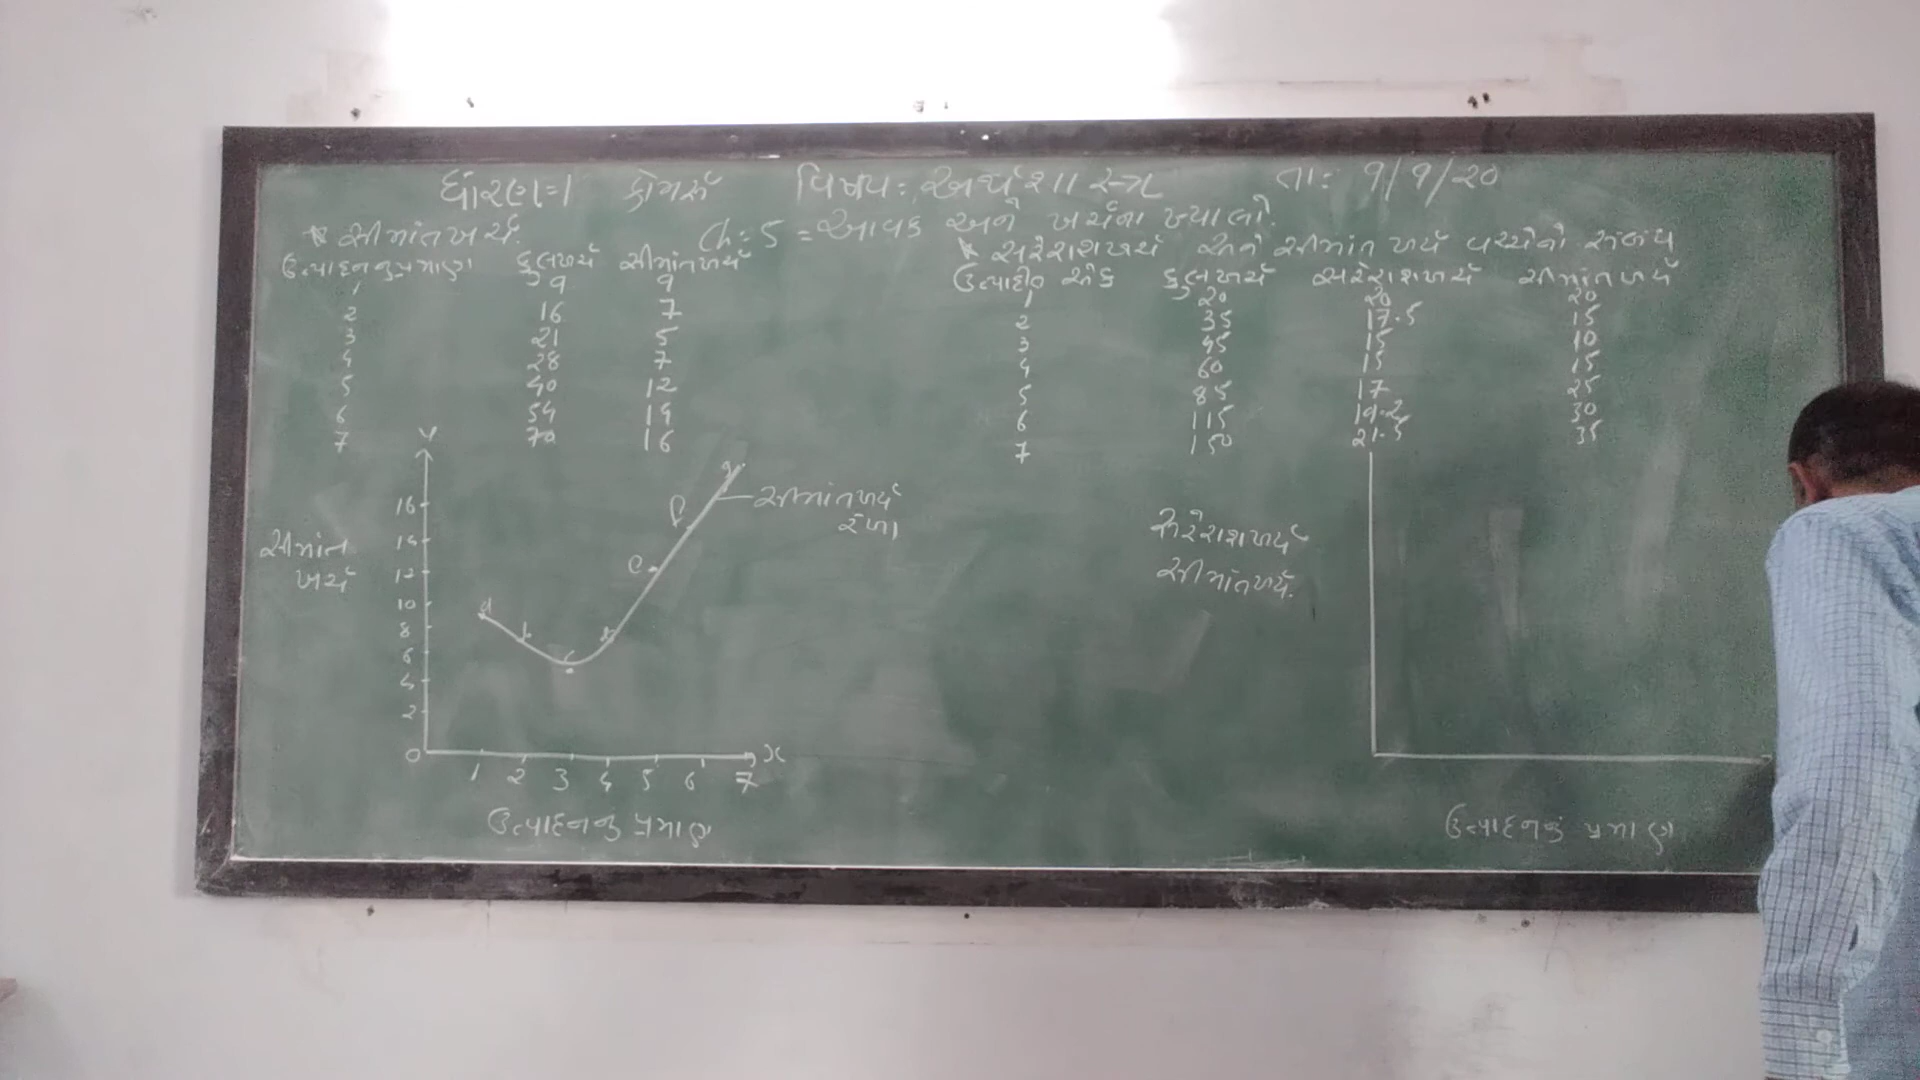 ધોરણ=1 કોમર્સ વિષય: અર્થશાસ્ત્ર તા: 9/9/20
Ch: 5 = આવક અને ખર્ચના ખ્યાલો.
* સીમાંતખર્ચ.
ઉત્પાદનનુ પ્રમાણ કુલખર્ચ સીમાંતખર્ચ
1 9 9
2 16 7
3 21 5
4 28 7
5 40 12
6 54 14
7 70 16
* સરેરાશખર્ચ અને સીમાંત ખર્ચ વચ્ચેનો સંબંધ
ઉત્પાદીત એકમ કુલખર્ચ સરેરાશખર્ચ સીમાંતખર્ચ
1 20 20 20
2 35 17.5 15
3 45 15 10
4 60 15 15
5 85 17 25
6 115 19.2 30
7 150 21.5 35
y
16
14
12
10
8
6
4
2
0
સીમાંત
ખર્ચ
a b c d e f g
સીમાંતખર્ચ
રેખા
1 2 3 4 5 6 7 x
ઉત્પાદનનુ પ્રમાણ
સરેરાશખર્ચ
સીમાંતખર્ચ.
ઉત્પાદનનું પ્રમાણ